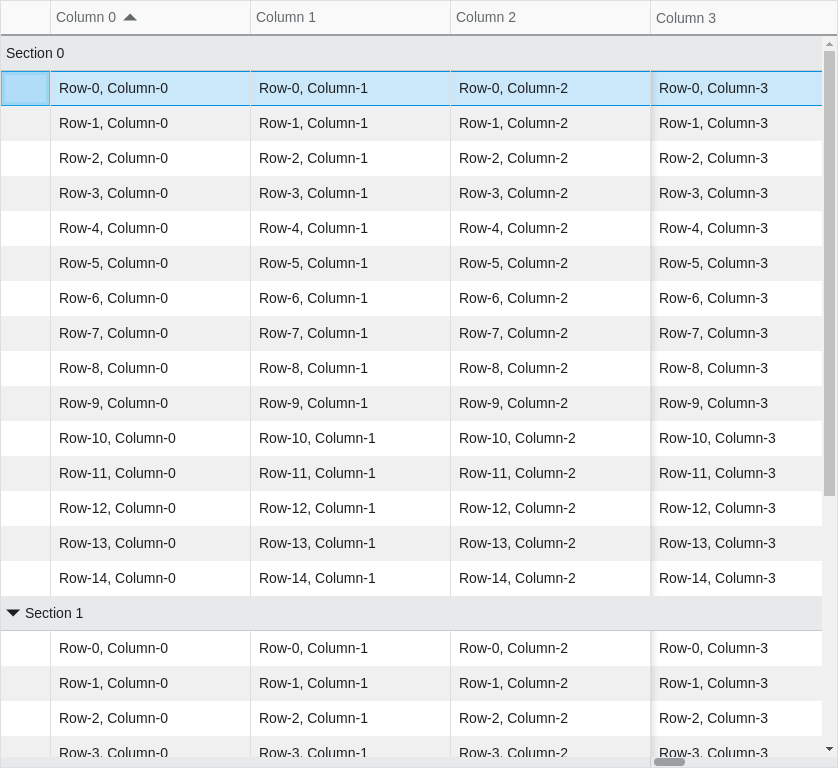 Column 0 Column 1 Column 2 Column 3
Section 0
Row-0, Column-0 Row-0, Column-1 Row-0, Column-2 Row-0, Column-3
Row-1, Column-0 Row-1, Column-1 Row-1, Column-2 Row-1, Column-3
Row-2, Column-0 Row-2, Column-1 Row-2, Column-2 Row-2, Column-3
Row-3, Column-0 Row-3, Column-1 Row-3, Column-2 Row-3, Column-3
Row-4, Column-0 Row-4, Column-1 Row-4, Column-2 Row-4, Column-3
Row-5, Column-0 Row-5, Column-1 Row-5, Column-2 Row-5, Column-3
Row-6, Column-0 Row-6, Column-1 Row-6, Column-2 Row-6, Column-3
Row-7, Column-0 Row-7, Column-1 Row-7, Column-2 Row-7, Column-3
Row-8, Column-0 Row-8, Column-1 Row-8, Column-2 Row-8, Column-3
Row-9, Column-0 Row-9, Column-1 Row-9, Column-2 Row-9, Column-3
Row-10, Column-0 Row-10, Column-1 Row-10, Column-2 Row-10, Column-3
Row-11, Column-0 Row-11, Column-1 Row-11, Column-2 Row-11, Column-3
Row-12, Column-0 Row-12, Column-1 Row-12, Column-2 Row-12, Column-3
Row-13, Column-0 Row-13, Column-1 Row-13, Column-2 Row-13, Column-3
Row-14, Column-0 Row-14, Column-1 Row-14, Column-2 Row-14, Column-3
Section 1
Row-0, Column-0 Row-0, Column-1 Row-0, Column-2 Row-0, Column-3
Row-1, Column-0 Row-1, Column-1 Row-1, Column-2 Row-1, Column-3
Row-2, Column-0 Row-2, Column-1 Row-2, Column-2 Row-2, Column-3
Row-3, Column-0 Row-3, Column-1 Row-3, Column-2 Row-3, Column-3